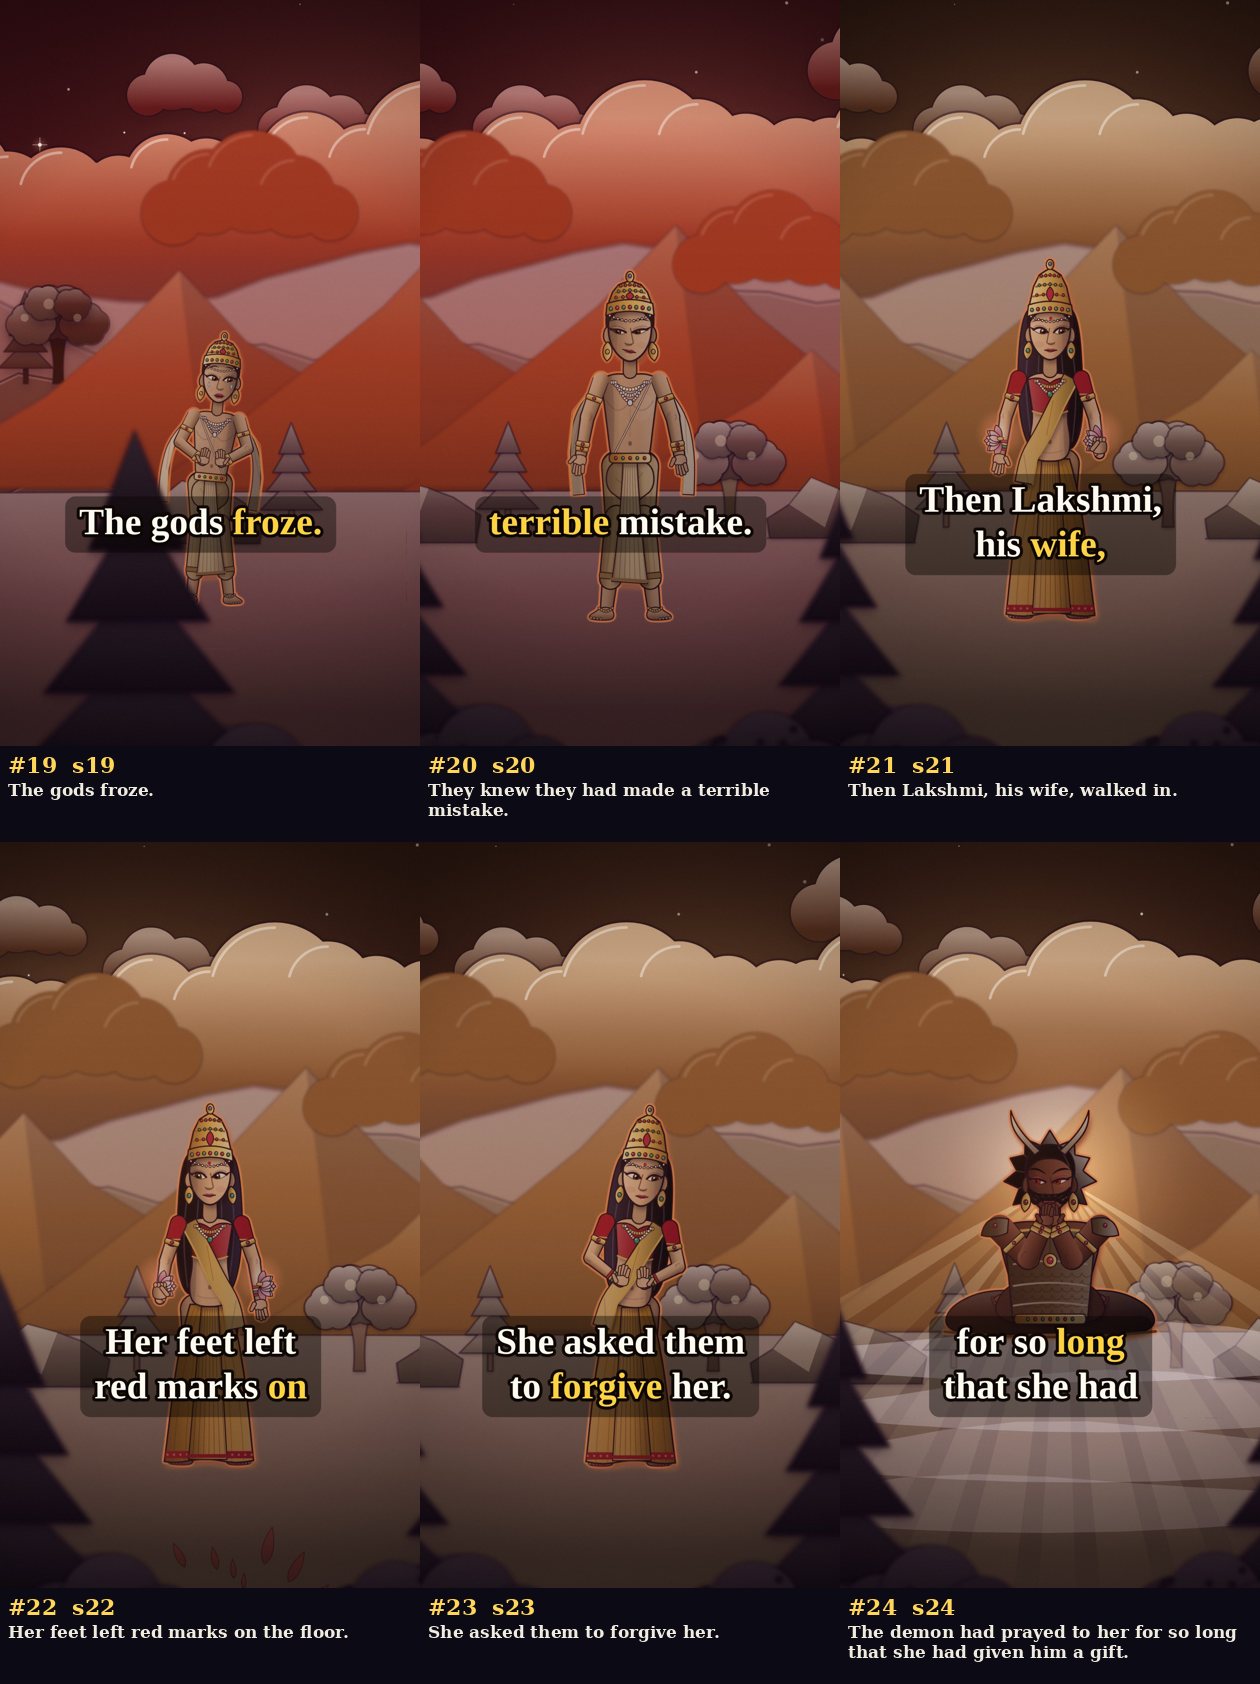 The gods froze.
#19 s19
The gods froze.
terrible mistake.
#20 s20
They knew they had made a terrible
mistake.
Then Lakshmi,
his wife,
#21 s21
Then Lakshmi, his wife, walked in.
Her feet left
red marks on
#22 s22
Her feet left red marks on the floor.
She asked them
to forgive her.
#23 s23
She asked them to forgive her.
for so long
that she had
#24 s24
The demon had prayed to her for so long
that she had given him a gift.